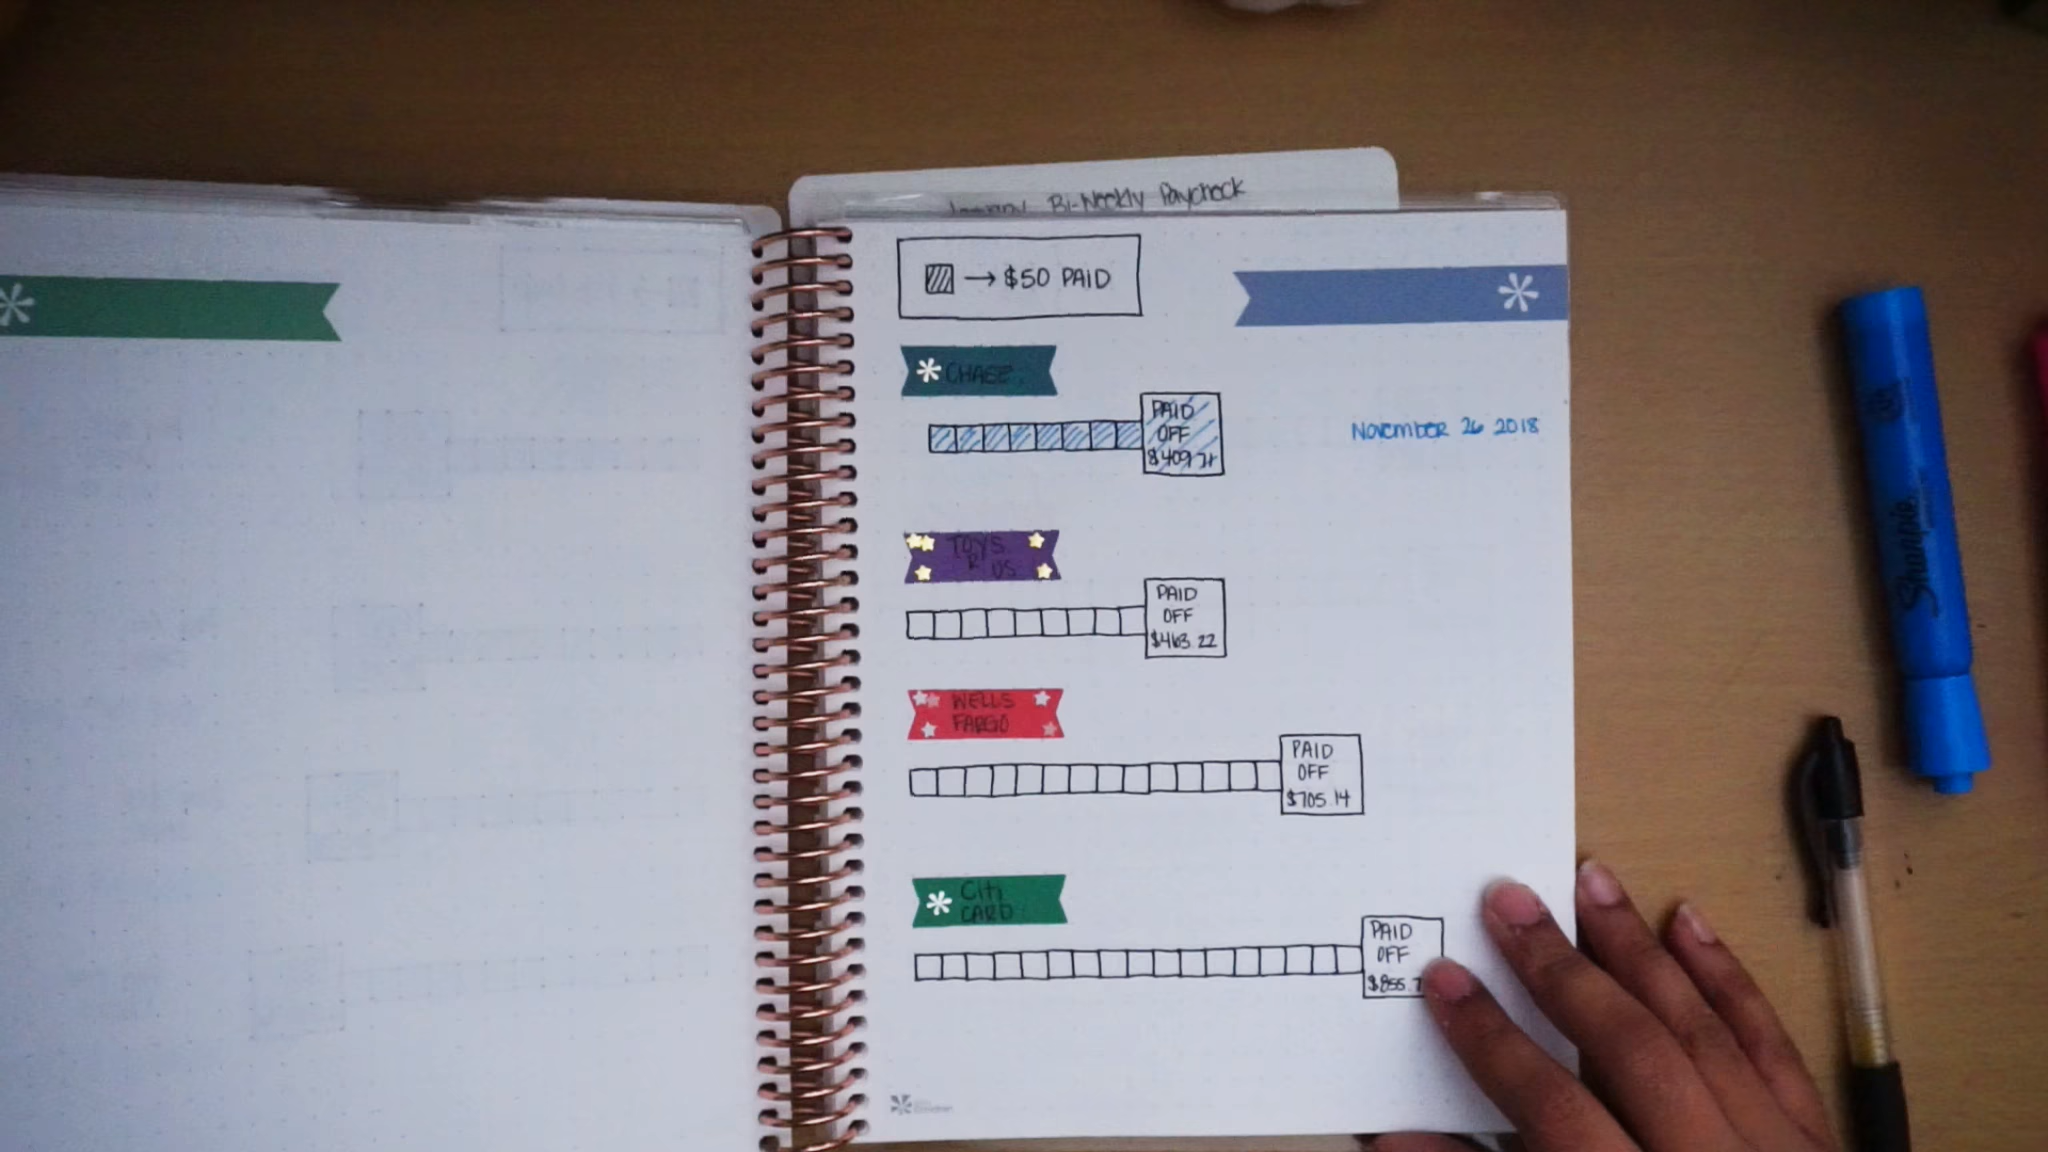 Bi-Weekly Paycheck
→ $50 PAID
CHASE
PAID
OFF
November 26 2018
TOYS
R US
PAID
OFF
$463.22
WELLS
FARGO
PAID
OFF
$705.14
Citi
CARD
PAID
OFF
Sharpie